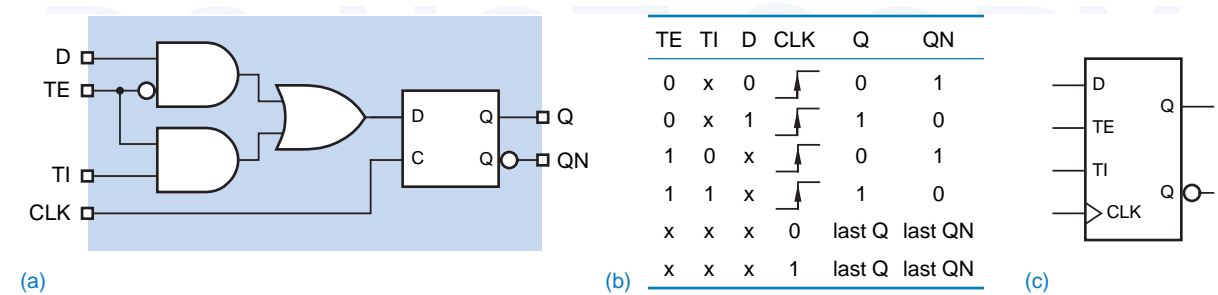 D
TE
TI
CLK
D
C
Q
Q
Q
QN
(a)
TE TI D CLK Q QN
0 x 0 0 1
0 x 1 1 0
1 0 x 0 1
1 1 x 1 0
x x x 0 last Q last QN
x x x 1 last Q last QN
(b)
D
TE
TI
CLK
Q
Q
(c)